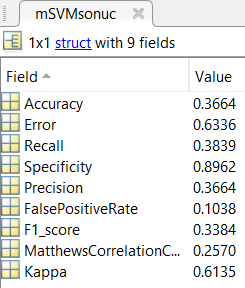 mSVMsonuc
1x1 struct with 9 fields
Field Value
Accuracy 0.3664
Error 0.6336
Recall 0.3839
Specificity 0.8962
Precision 0.3664
FalsePositiveRate 0.1038
F1_score 0.3384
MatthewsCorrelationC... 0.2570
Kappa 0.6135